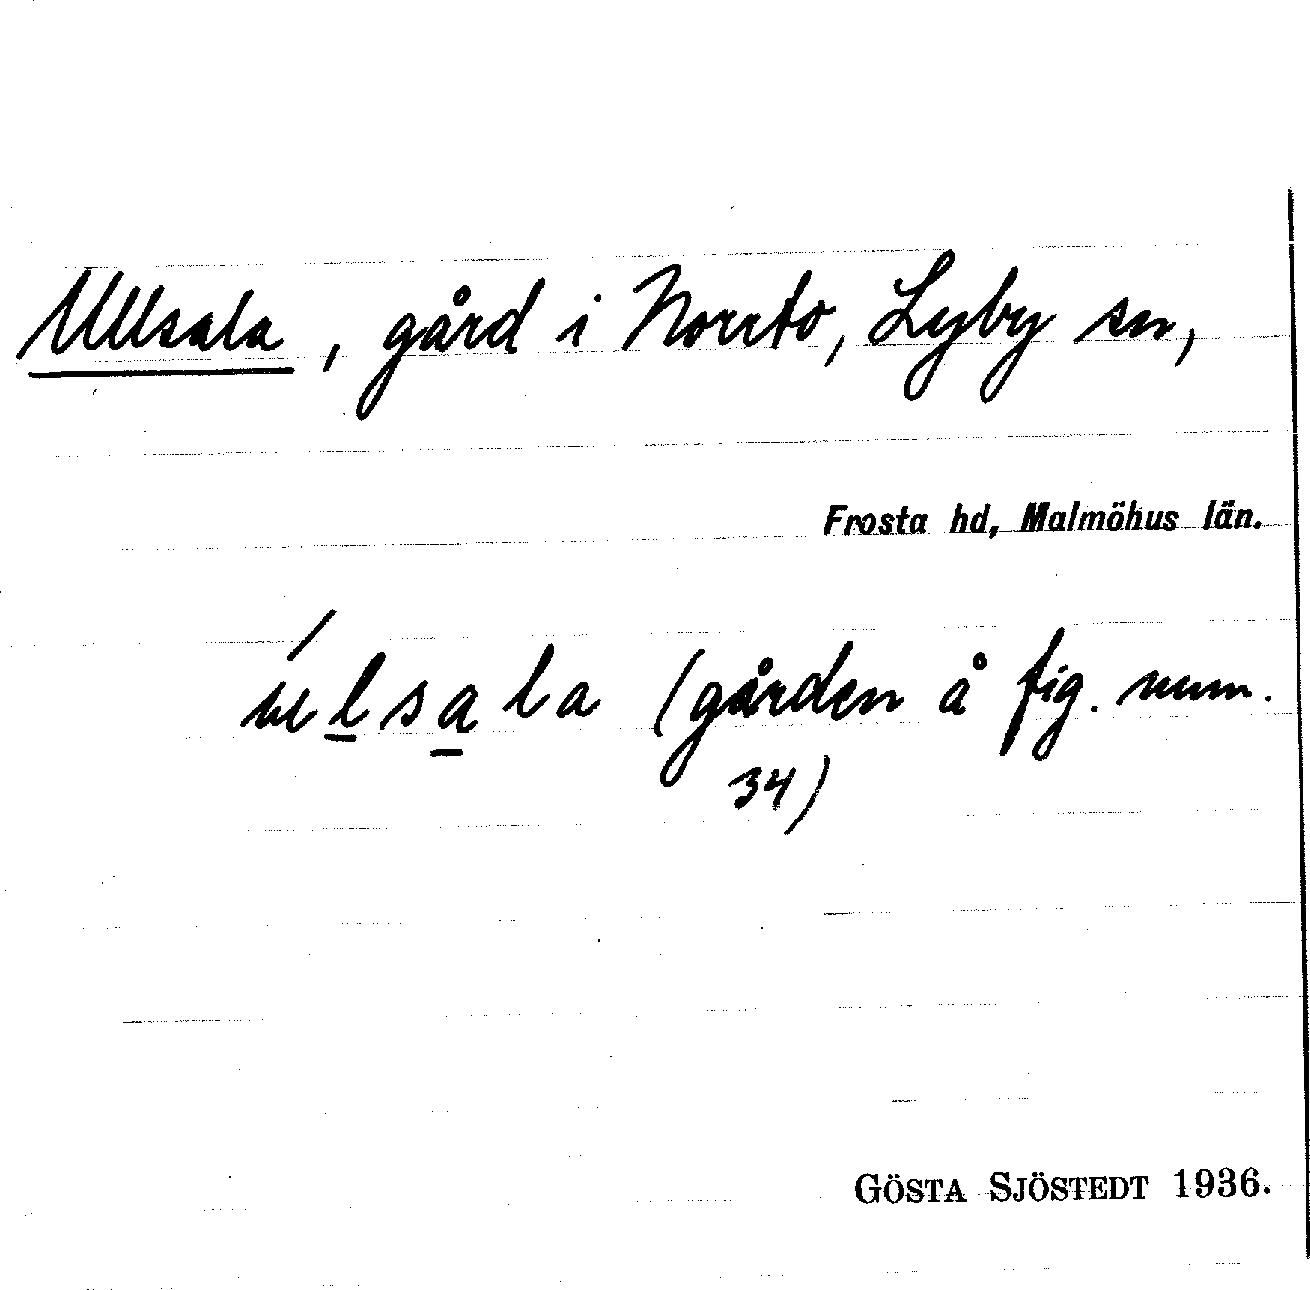 Ullsala, gård i Norrto, Lyby sn,
Frosta hd, Malmöhus län.
úlsala (gården å fig. num.
34)
GÖSTA SJÖSTEDT 1936.